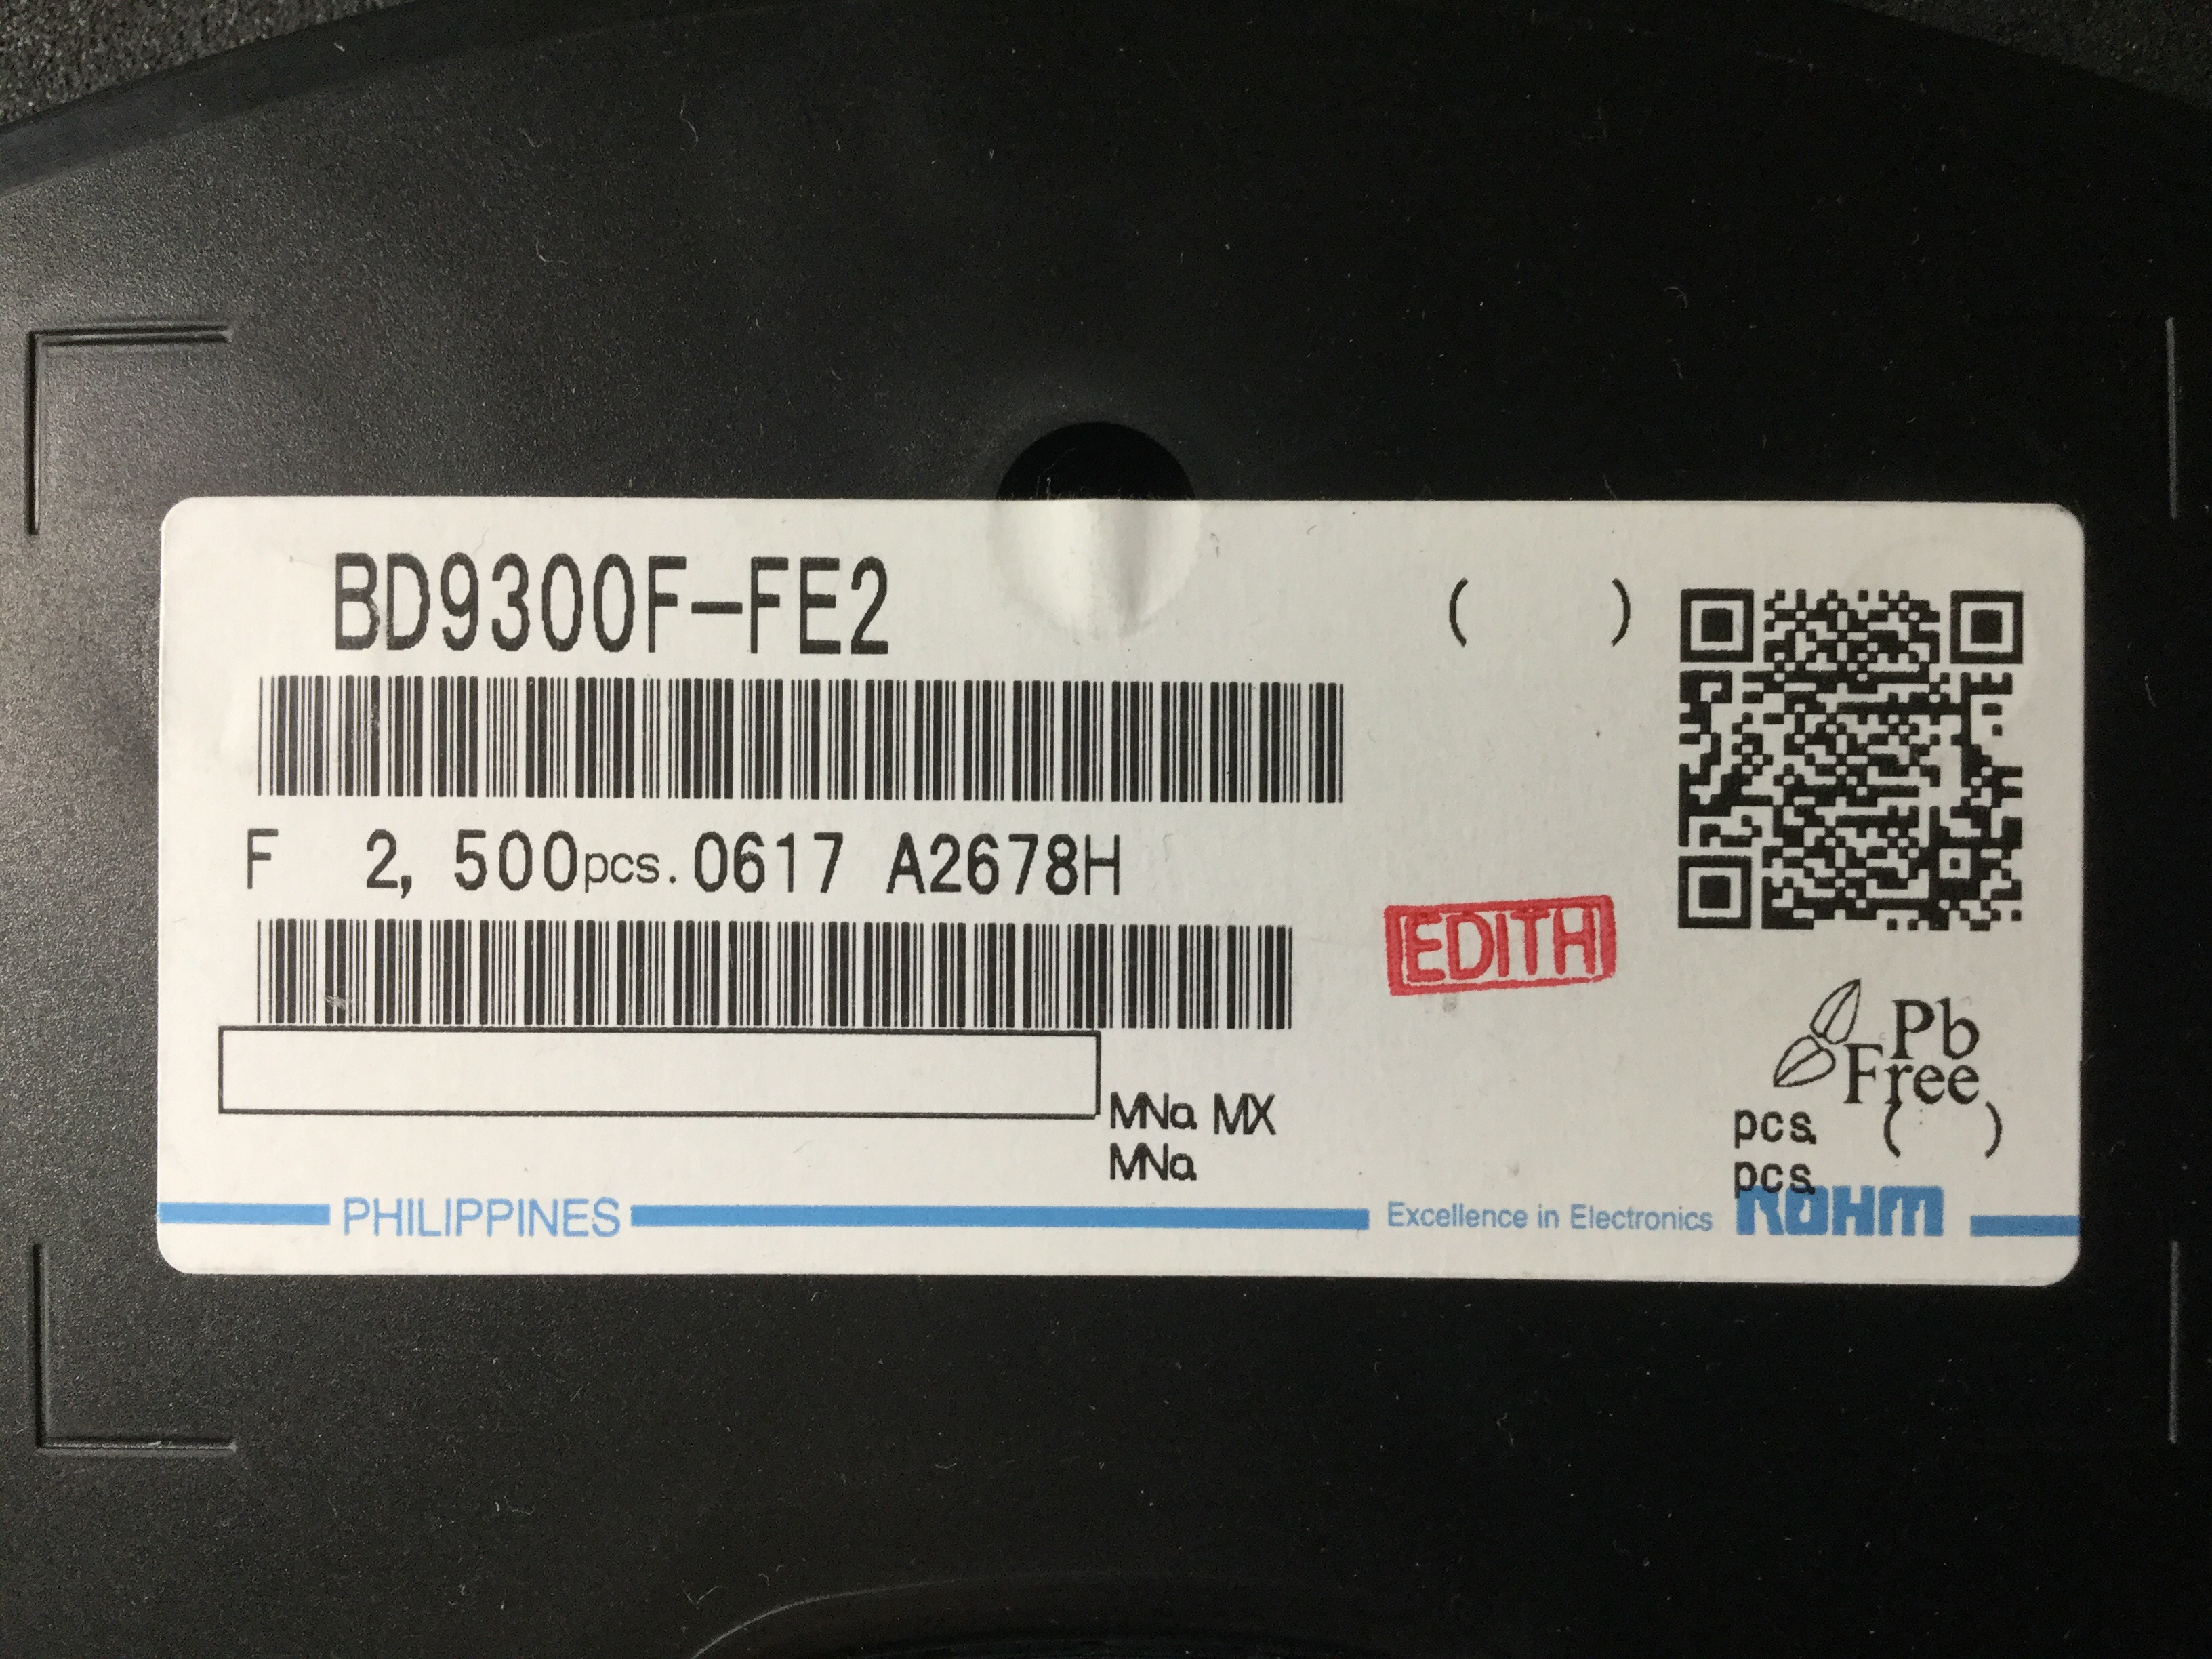 BD9300F-FE2 ( )
F 2, 500pcs. 0617 A2678H
EDITH
Pb
Free
MNa MX pcs. ( )
MNa pcs.
PHILIPPINES Excellence in Electronics ROHM